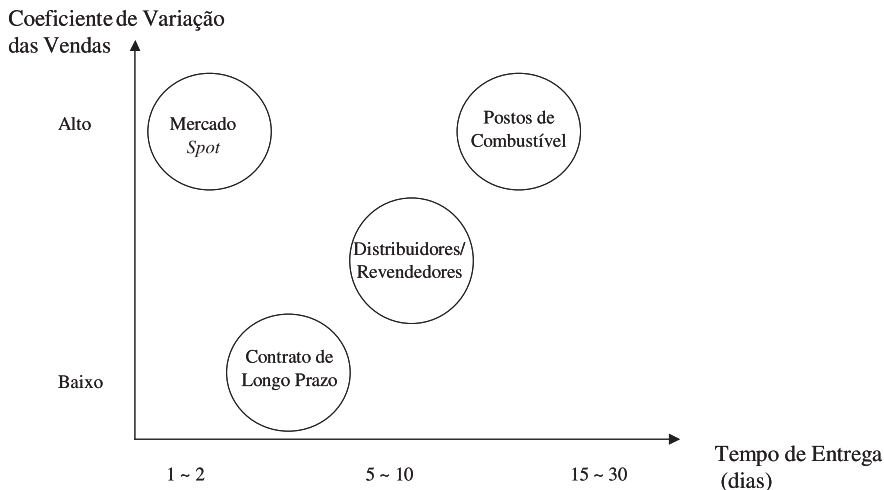 Coeficiente de Variação
das Vendas
Alto
Mercado
Spot
Postos de
Combustível
Distribuidores/
Revendedores
Contrato de
Longo Prazo
Baixo
1 ~ 2
5 ~ 10
15 ~ 30
Tempo de Entrega
(dias)